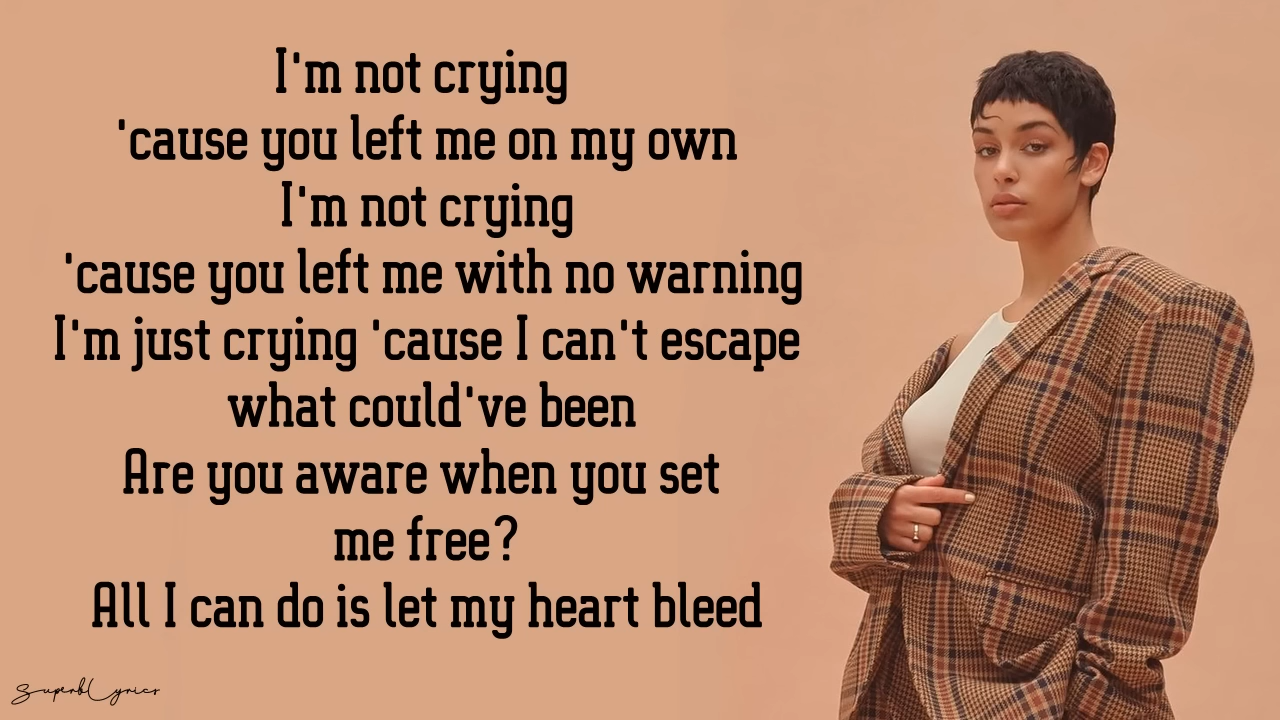 I'm not crying
'cause you left me on my own
I'm not crying
'cause you left me with no warning
I'm just crying 'cause I can't escape
what could've been
Are you aware when you set
me free?
All I can do is let my heart bleed
SuperbLyrics